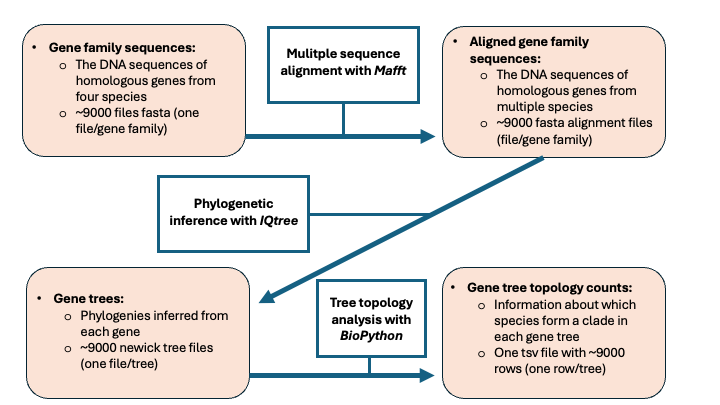 • Gene family sequences:
o The DNA sequences of
homologous genes from
four species
o ~9000 files fasta (one
file/gene family)
Mulitple sequence
alignment with Mafft
• Aligned gene family
sequences:
o The DNA sequences of
homologous genes from
multiple species
o ~9000 fasta alignment files
(file/gene family)
Phylogenetic
inference with IQtree
• Gene trees:
o Phylogenies inferred from
each gene
o ~9000 newick tree files
(one file/tree)
Tree topology
analysis with
BioPython
• Gene tree topology counts:
o Information about which
species form a clade in
each gene tree
o One tsv file with ~9000
rows (one row/tree)